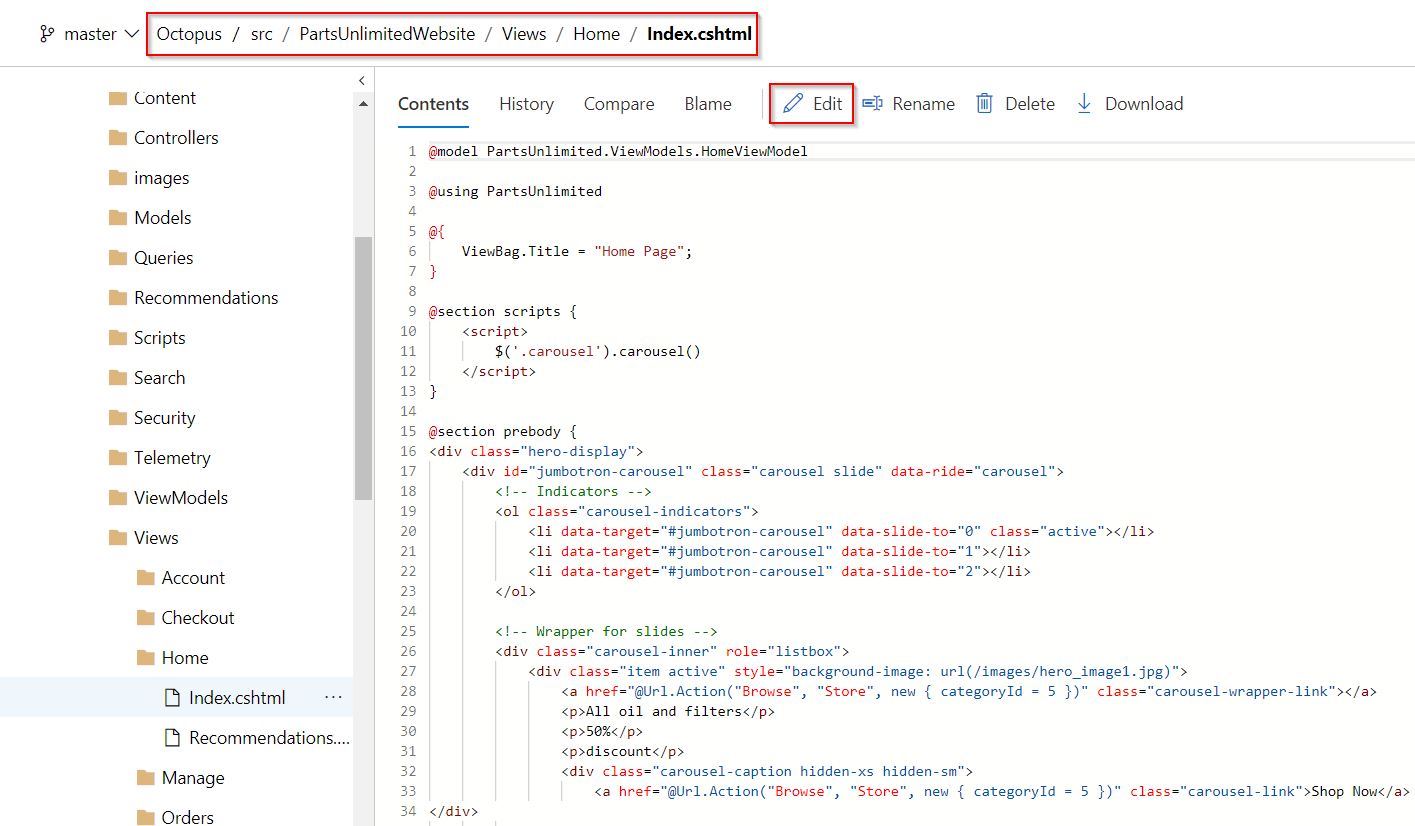 master Octopus / src / PartsUnlimitedWebsite / Views / Home / Index.cshtml
Content
Controllers
images
Models
Queries
Recommendations
Scripts
Search
Security
Telemetry
ViewModels
Views
Account
Checkout
Home
Index.cshtml ...
Recommendations....
Manage
Orders
Contents History Compare Blame Edit Rename Delete Download
1 @model PartsUnlimited.ViewModels.HomeViewModel
2
3 @using PartsUnlimited
4
5 @{
6 ViewBag.Title = "Home Page";
7 }
8
9 @section scripts {
10 <script>
11 $('.carousel').carousel()
12 </script>
13 }
14
15 @section prebody {
16 <div class="hero-display">
17 <div id="jumbotron-carousel" class="carousel slide" data-ride="carousel">
18 <!-- Indicators -->
19 <ol class="carousel-indicators">
20 <li data-target="#jumbotron-carousel" data-slide-to="0" class="active"></li>
21 <li data-target="#jumbotron-carousel" data-slide-to="1"></li>
22 <li data-target="#jumbotron-carousel" data-slide-to="2"></li>
23 </ol>
24
25 <!-- Wrapper for slides -->
26 <div class="carousel-inner" role="listbox">
27 <div class="item active" style="background-image: url(/images/hero_image1.jpg)">
28 <a href="@Url.Action("Browse", "Store", new { categoryId = 5 })" class="carousel-wrapper-link"></a>
29 <p>All oil and filters</p>
30 <p>50%</p>
31 <p>discount</p>
32 <div class="carousel-caption hidden-xs hidden-sm">
33 <a href="@Url.Action("Browse", "Store", new { categoryId = 5 })" class="carousel-link">Shop Now</a>
34 </div>